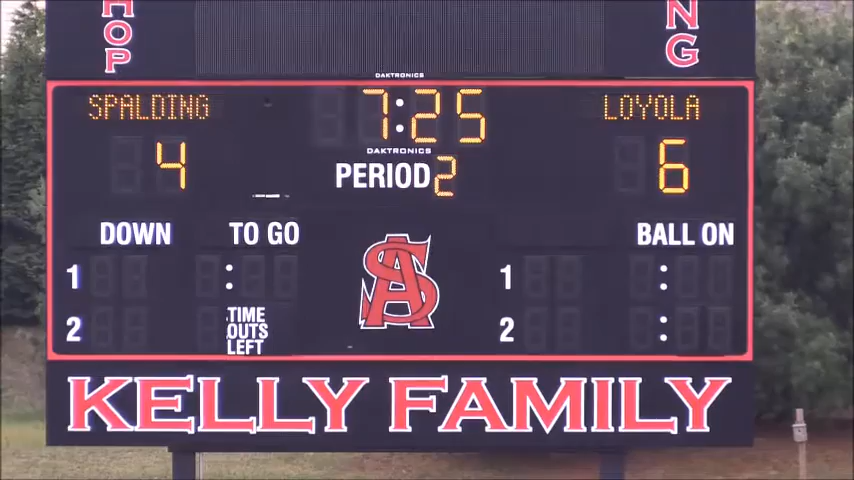 HOP
NG
DAKTRONICS
SPALDING 7:25 LOYOLA
DAKTRONICS
4 PERIOD 2 6
DOWN TO GO BALL ON
1 : 1 :
2 TIME OUTS LEFT 2 :
SA
KELLY FAMILY